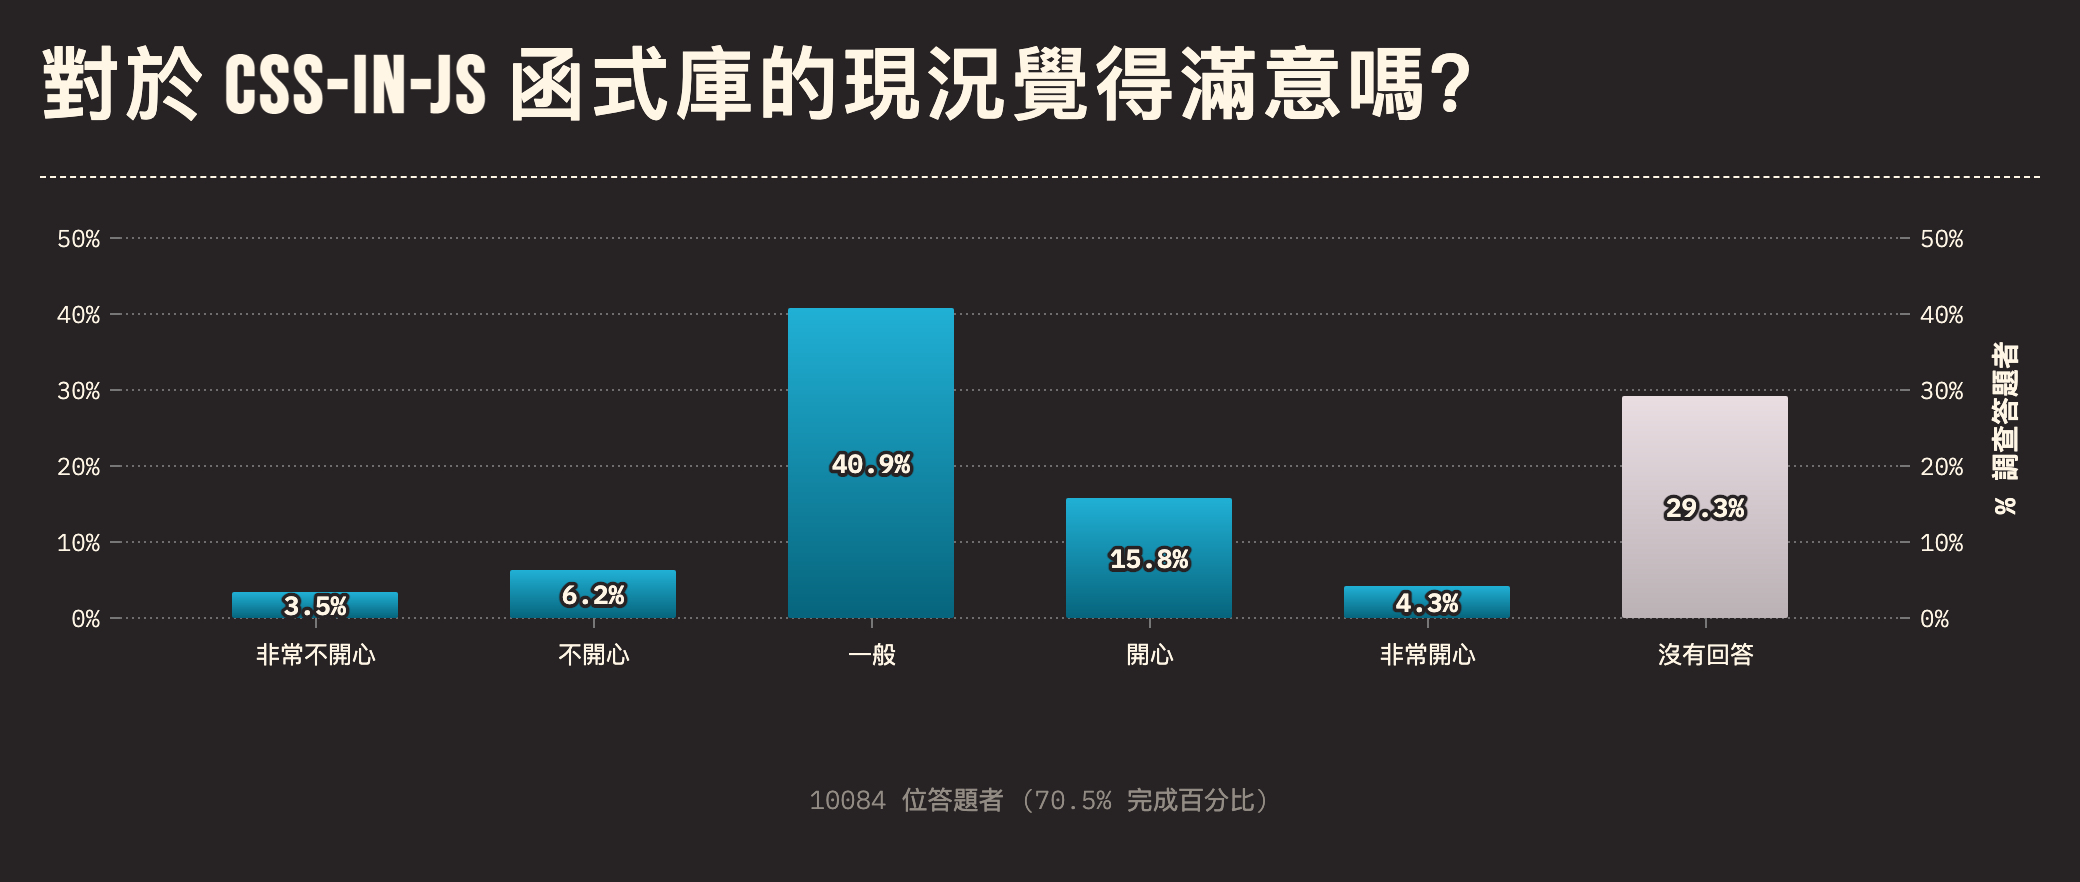 對於 CSS-IN-JS 函式庫的現況覺得滿意嗎?
50% 50%
40% 40%
30% 30%
20% 20%
10% 10%
0% 0%
% 調查答題者
3.5% 6.2% 40.9% 15.8% 4.3% 29.3%
非常不開心 不開心 一般 開心 非常開心 沒有回答
10084 位答題者 (70.5% 完成百分比)